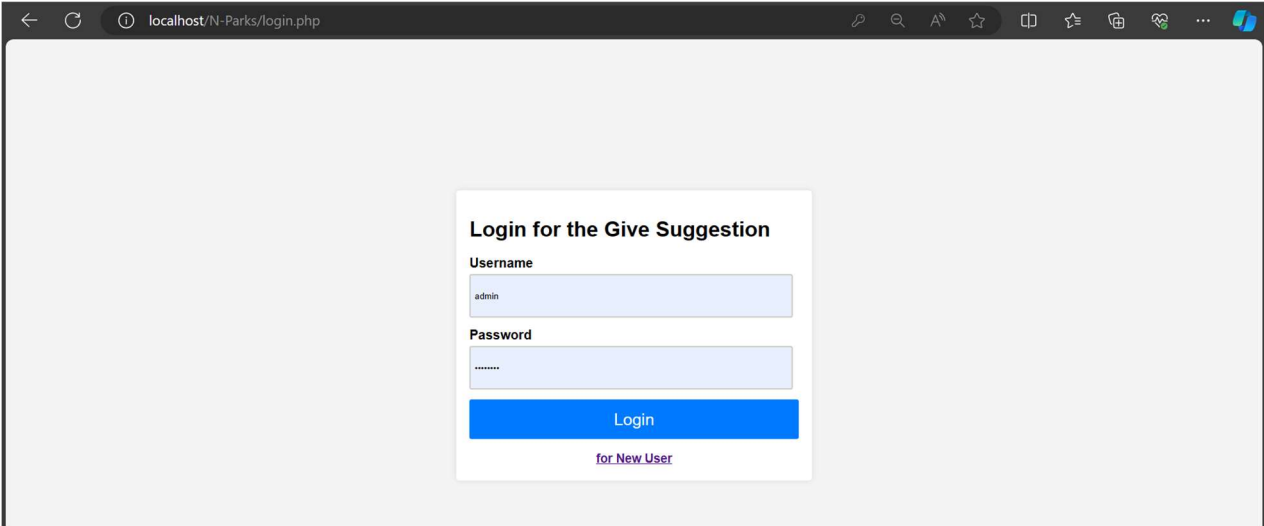 localhost/N-Parks/login.php
Login for the Give Suggestion
Username
admin
Password
........
Login
for New User